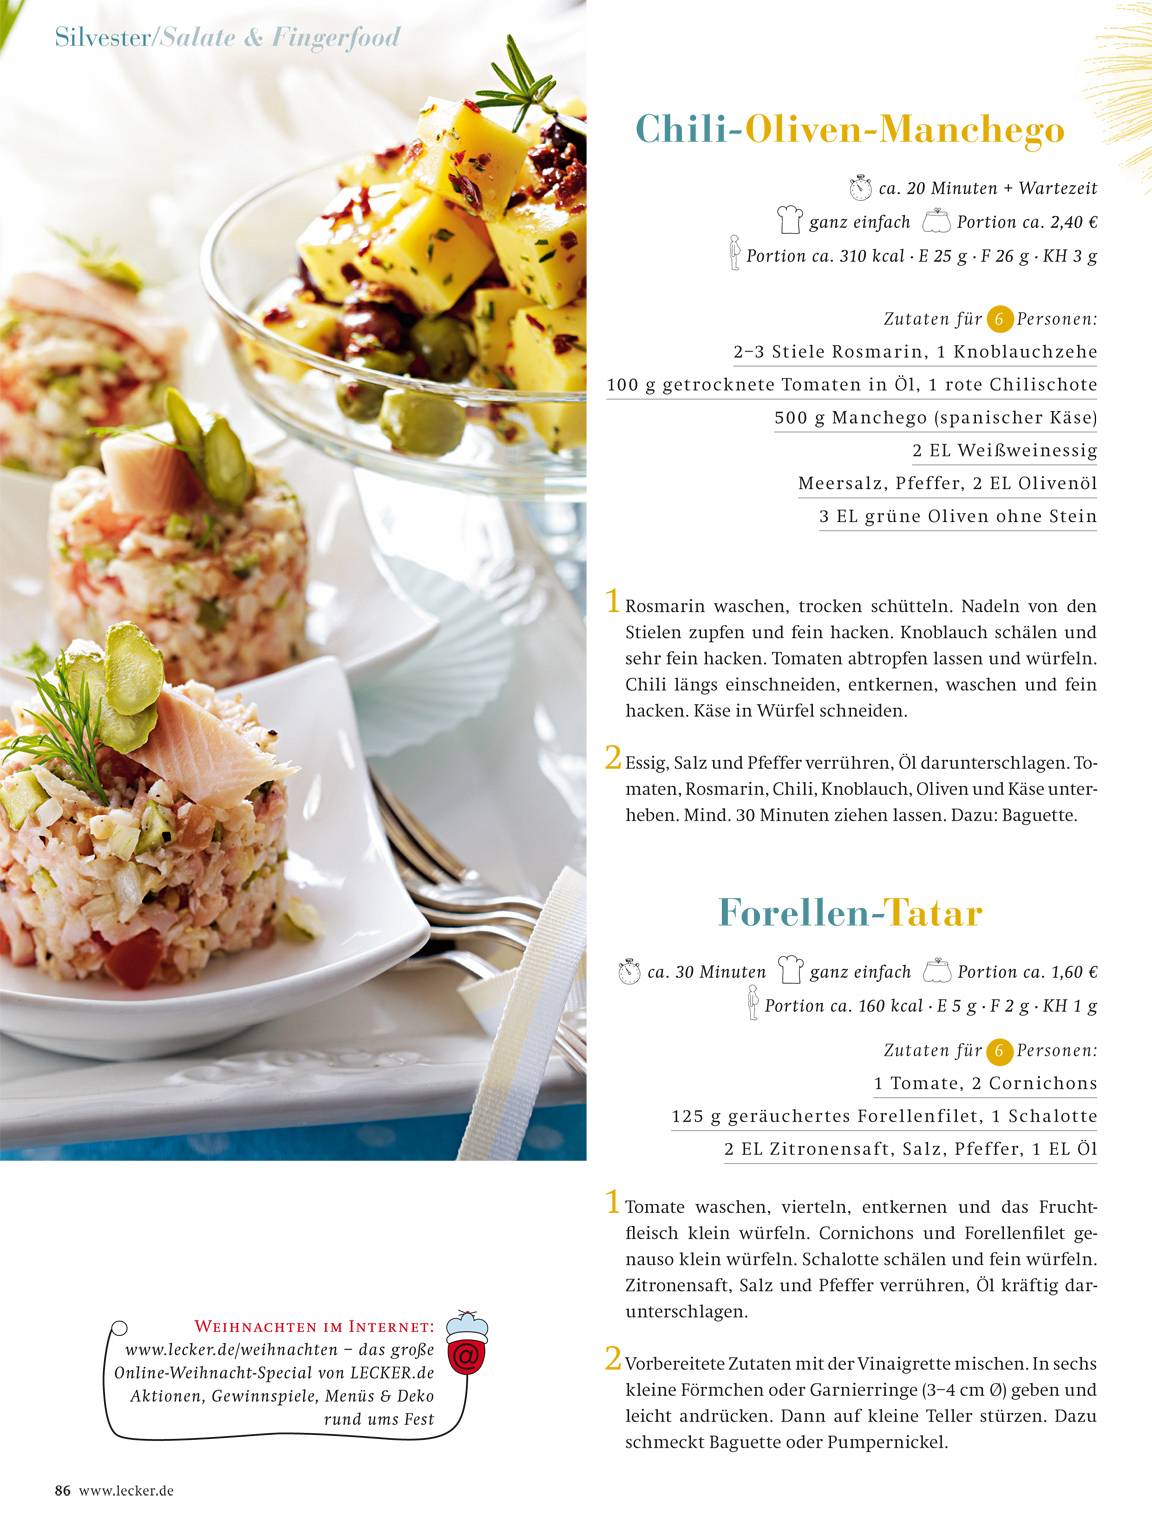 Silvester/Salate & Fingerfood
Chili-Oliven-Manchego
ca. 20 Minuten + Wartezeit
ganz einfach Portion ca. 2,40 €
Portion ca. 310 kcal · E 25 g · F 26 g · KH 3 g
Zutaten für 6 Personen:
2–3 Stiele Rosmarin, 1 Knoblauchzehe
100 g getrocknete Tomaten in Öl, 1 rote Chilischote
500 g Manchego (spanischer Käse)
2 EL Weißweinessig
Meersalz, Pfeffer, 2 EL Olivenöl
3 EL grüne Oliven ohne Stein
1 Rosmarin waschen, trocken schütteln. Nadeln von den
Stielen zupfen und fein hacken. Knoblauch schälen und
sehr fein hacken. Tomaten abtropfen lassen und würfeln.
Chili längs einschneiden, entkernen, waschen und fein
hacken. Käse in Würfel schneiden.
2 Essig, Salz und Pfeffer verrühren, Öl darunterschlagen. To-
maten, Rosmarin, Chili, Knoblauch, Oliven und Käse unter-
heben. Mind. 30 Minuten ziehen lassen. Dazu: Baguette.
Forellen-Tatar
ca. 30 Minuten ganz einfach Portion ca. 1,60 €
Portion ca. 160 kcal · E 5 g · F 2 g · KH 1 g
Zutaten für 6 Personen:
1 Tomate, 2 Cornichons
125 g geräuchertes Forellenfilet, 1 Schalotte
2 EL Zitronensaft, Salz, Pfeffer, 1 EL Öl
1 Tomate waschen, vierteln, entkernen und das Frucht-
fleisch klein würfeln. Cornichons und Forellenfilet ge-
nauso klein würfeln. Schalotte schälen und fein würfeln.
Zitronensaft, Salz und Pfeffer verrühren, Öl kräftig dar-
unterschlagen.
2 Vorbereitete Zutaten mit der Vinaigrette mischen. In sechs
kleine Förmchen oder Garnierringe (3–4 cm Ø) geben und
leicht andrücken. Dann auf kleine Teller stürzen. Dazu
schmeckt Baguette oder Pumpernickel.
WEIHNACHTEN IM INTERNET:
www.lecker.de/weihnachten – das große
Online-Weihnacht-Special von LECKER.de
Aktionen, Gewinnspiele, Menüs & Deko
rund ums Fest
@
86 www.lecker.de